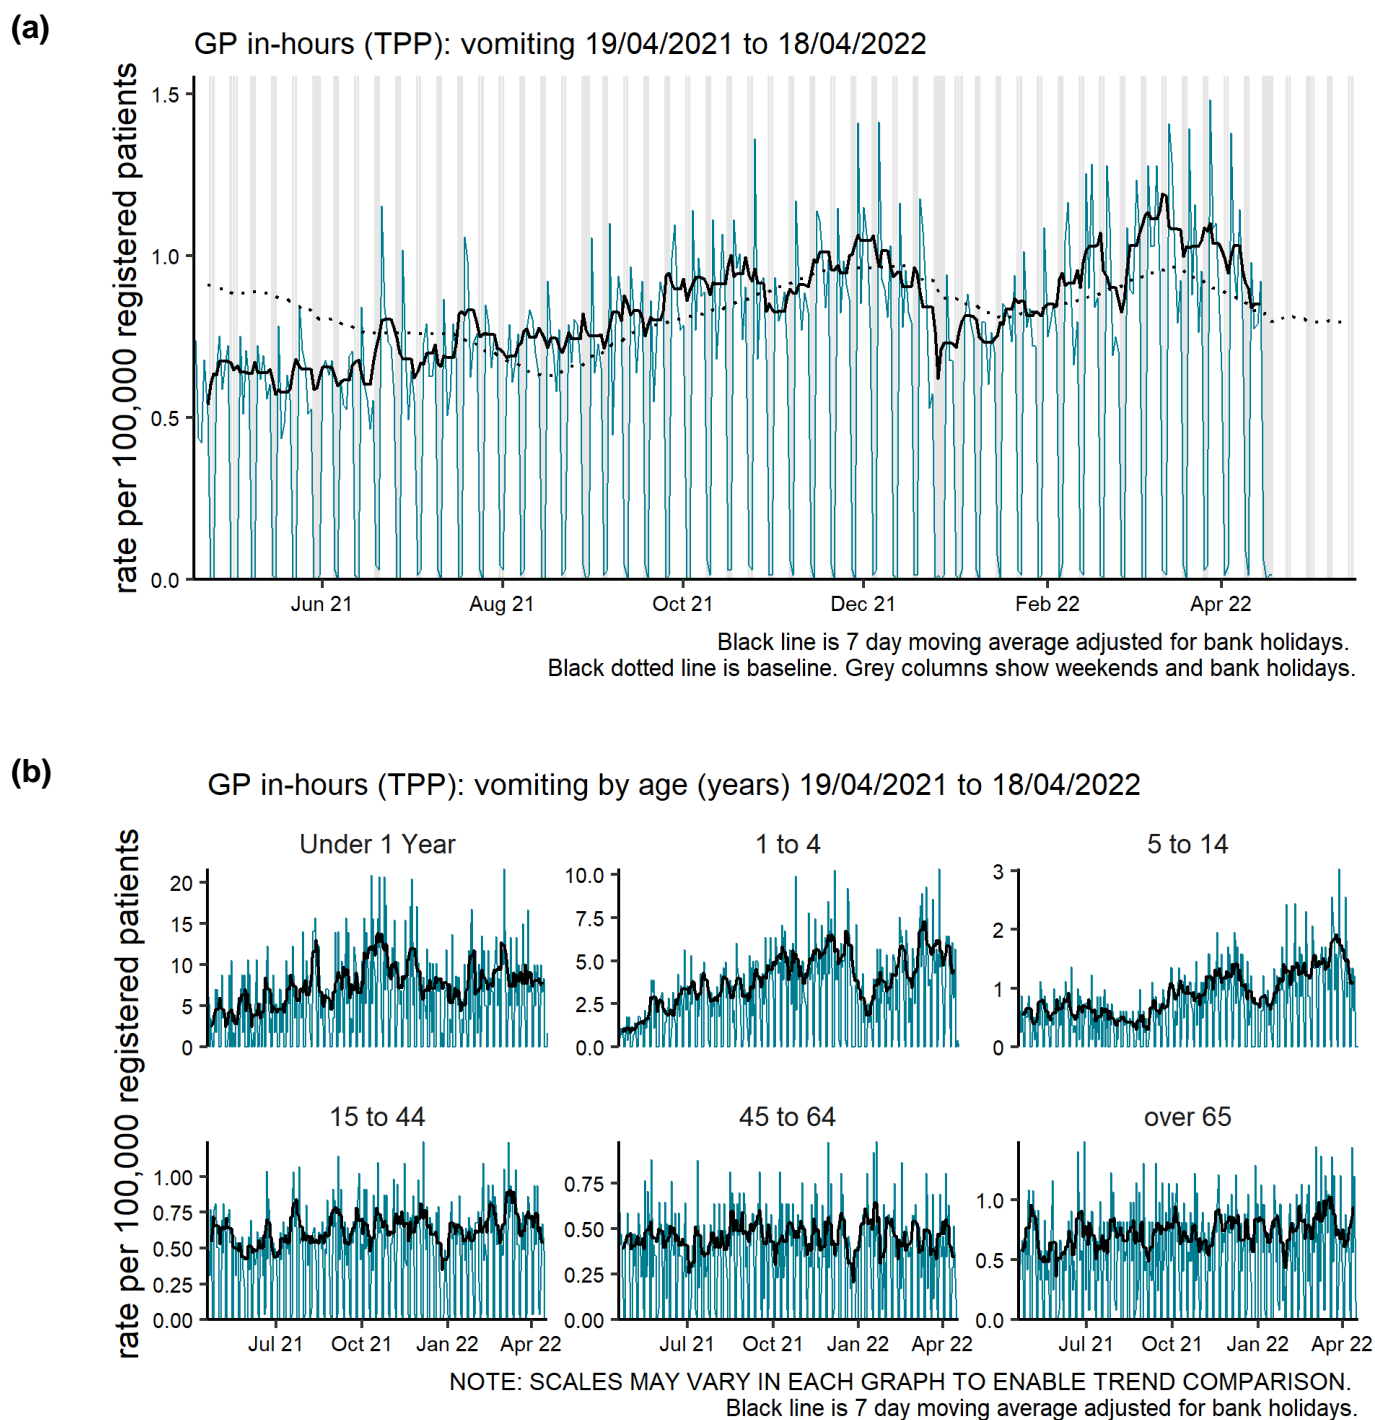 (a)
GP in-hours (TPP): vomiting 19/04/2021 to 18/04/2022
rate per 100,000 registered patients
1.5
1.0
0.5
0.0
Jun 21
Aug 21
Oct 21
Dec 21
Feb 22
Apr 22
Black line is 7 day moving average adjusted for bank holidays.
Black dotted line is baseline. Grey columns show weekends and bank holidays.
(b)
GP in-hours (TPP): vomiting by age (years) 19/04/2021 to 18/04/2022
rate per 100,000 registered patients
Under 1 Year
20
15
10
5
0
1 to 4
10.0
7.5
5.0
2.5
0.0
5 to 14
3
2
1
0
15 to 44
1.00
0.75
0.50
0.25
0.00
Jul 21
Oct 21
Jan 22
Apr 22
45 to 64
0.75
0.50
0.25
0.00
Jul 21
Oct 21
Jan 22
Apr 22
over 65
1.0
0.5
0.0
Jul 21
Oct 21
Jan 22
Apr 22
NOTE: SCALES MAY VARY IN EACH GRAPH TO ENABLE TREND COMPARISON.
Black line is 7 day moving average adjusted for bank holidays.